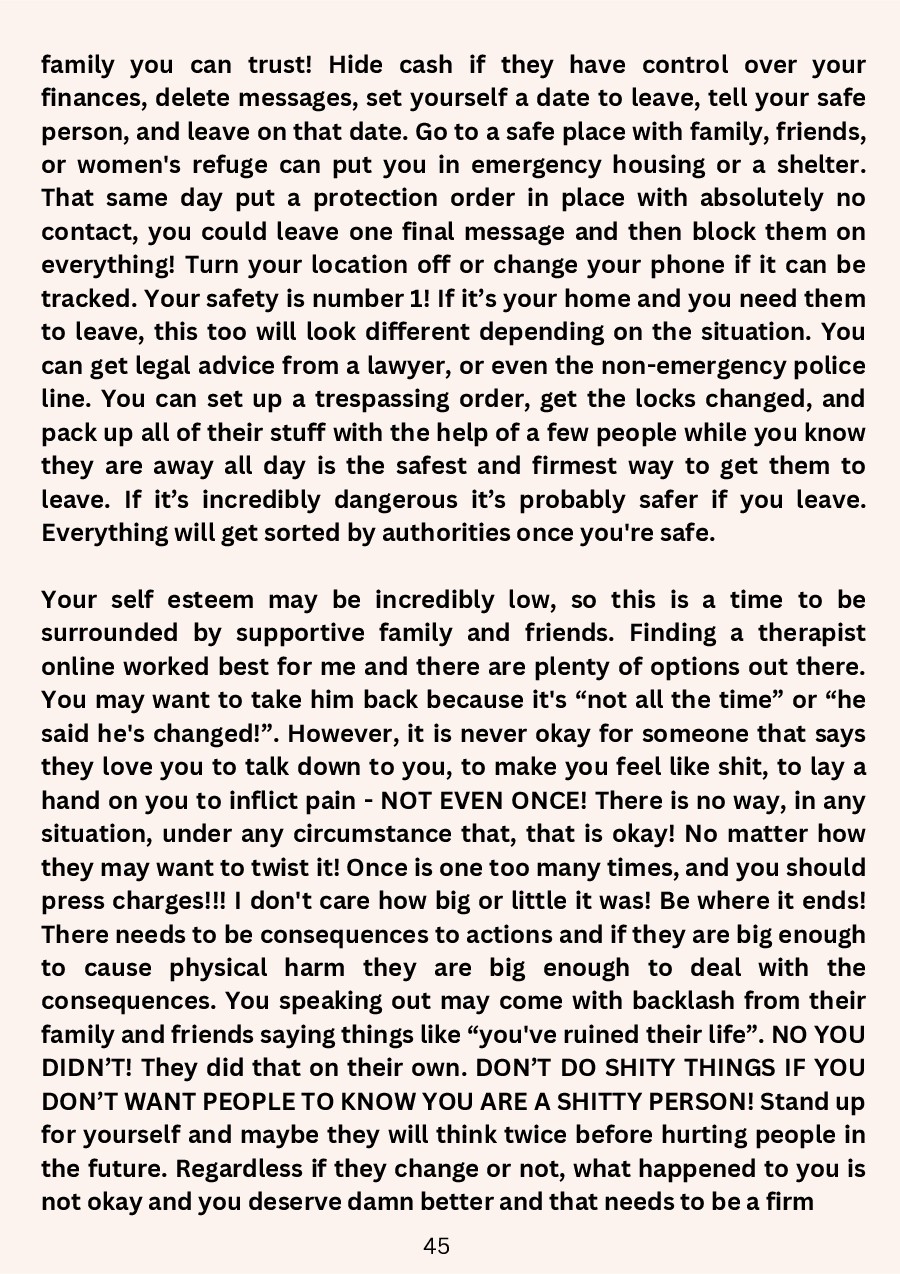 family you can trust! Hide cash if they have control over your
finances, delete messages, set yourself a date to leave, tell your safe
person, and leave on that date. Go to a safe place with family, friends,
or women's refuge can put you in emergency housing or a shelter.
That same day put a protection order in place with absolutely no
contact, you could leave one final message and then block them on
everything! Turn your location off or change your phone if it can be
tracked. Your safety is number 1! If it’s your home and you need them
to leave, this too will look different depending on the situation. You
can get legal advice from a lawyer, or even the non-emergency police
line. You can set up a trespassing order, get the locks changed, and
pack up all of their stuff with the help of a few people while you know
they are away all day is the safest and firmest way to get them to
leave. If it’s incredibly dangerous it’s probably safer if you leave.
Everything will get sorted by authorities once you're safe.

Your self esteem may be incredibly low, so this is a time to be
surrounded by supportive family and friends. Finding a therapist
online worked best for me and there are plenty of options out there.
You may want to take him back because it's “not all the time” or “he
said he's changed!”. However, it is never okay for someone that says
they love you to talk down to you, to make you feel like shit, to lay a
hand on you to inflict pain - NOT EVEN ONCE! There is no way, in any
situation, under any circumstance that, that is okay! No matter how
they may want to twist it! Once is one too many times, and you should
press charges!!! I don't care how big or little it was! Be where it ends!
There needs to be consequences to actions and if they are big enough
to cause physical harm they are big enough to deal with the
consequences. You speaking out may come with backlash from their
family and friends saying things like “you've ruined their life”. NO YOU
DIDN’T! They did that on their own. DON’T DO SHITY THINGS IF YOU
DON’T WANT PEOPLE TO KNOW YOU ARE A SHITTY PERSON! Stand up
for yourself and maybe they will think twice before hurting people in
the future. Regardless if they change or not, what happened to you is
not okay and you deserve damn better and that needs to be a firm
45